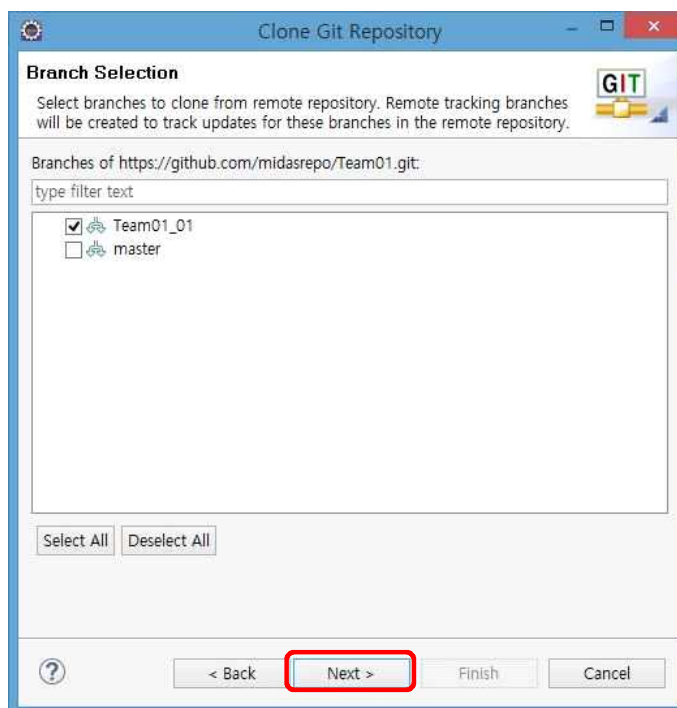 Clone Git Repository
Branch Selection
Select branches to clone from remote repository. Remote tracking branches
will be created to track updates for these branches in the remote repository.
GIT
Branches of https://github.com/midasrepo/Team01.git:
type filter text
Team01_01
master
Select All Deselect All
? < Back Next > Finish Cancel